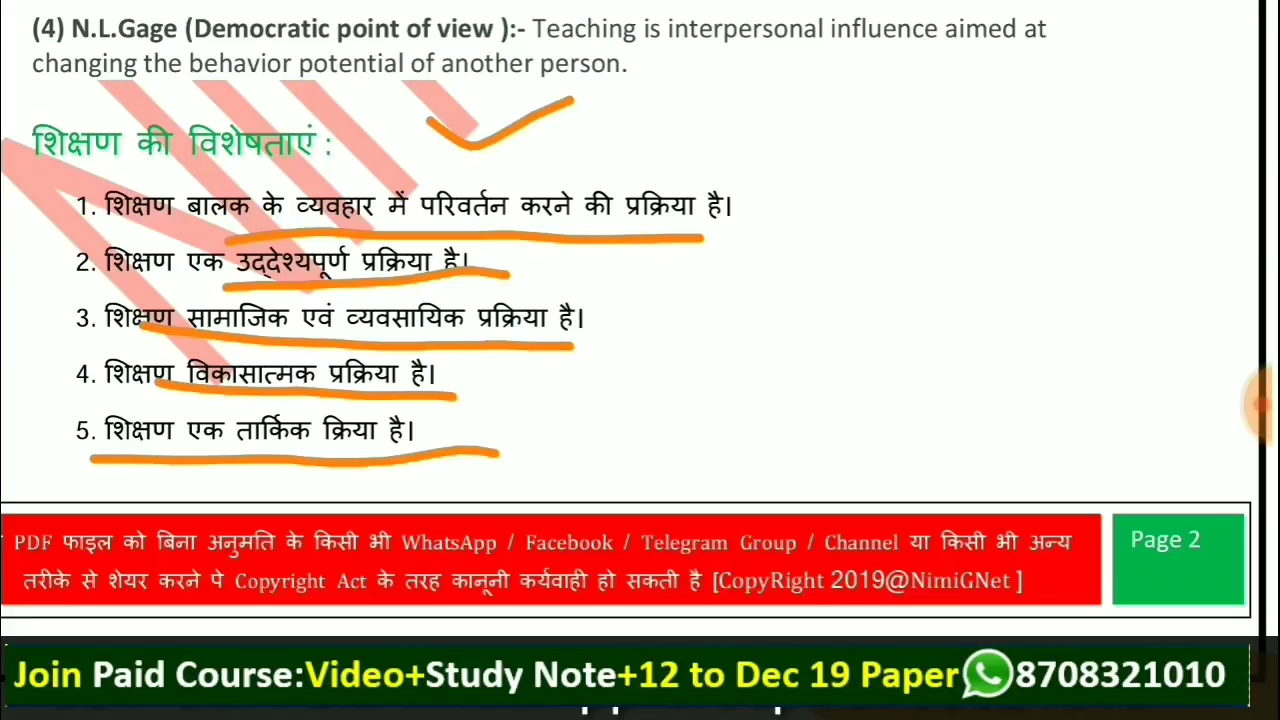 (4) N.L.Gage (Democratic point of view ):- Teaching is interpersonal influence aimed at
changing the behavior potential of another person.
शिक्षण की विशेषताएं :
1. शिक्षण बालक के व्यवहार में परिवर्तन करने की प्रक्रिया है।
2. शिक्षण एक उद्देश्यपूर्ण प्रक्रिया है।
3. शिक्षण सामाजिक एवं व्यवसायिक प्रक्रिया है।
4. शिक्षण विकासात्मक प्रक्रिया है।
5. शिक्षण एक तार्किक क्रिया है।
PDF फाइल को बिना अनुमति के किसी भी WhatsApp / Facebook / Telegram Group / Channel या किसी भी अन्य
तरीके से शेयर करने पे Copyright Act के तरह कानूनी कर्यवाही हो सकती है [CopyRight 2019@NimiGNet ]
Page 2
Join Paid Course:Video+Study Note+12 to Dec 19 Paper 8708321010